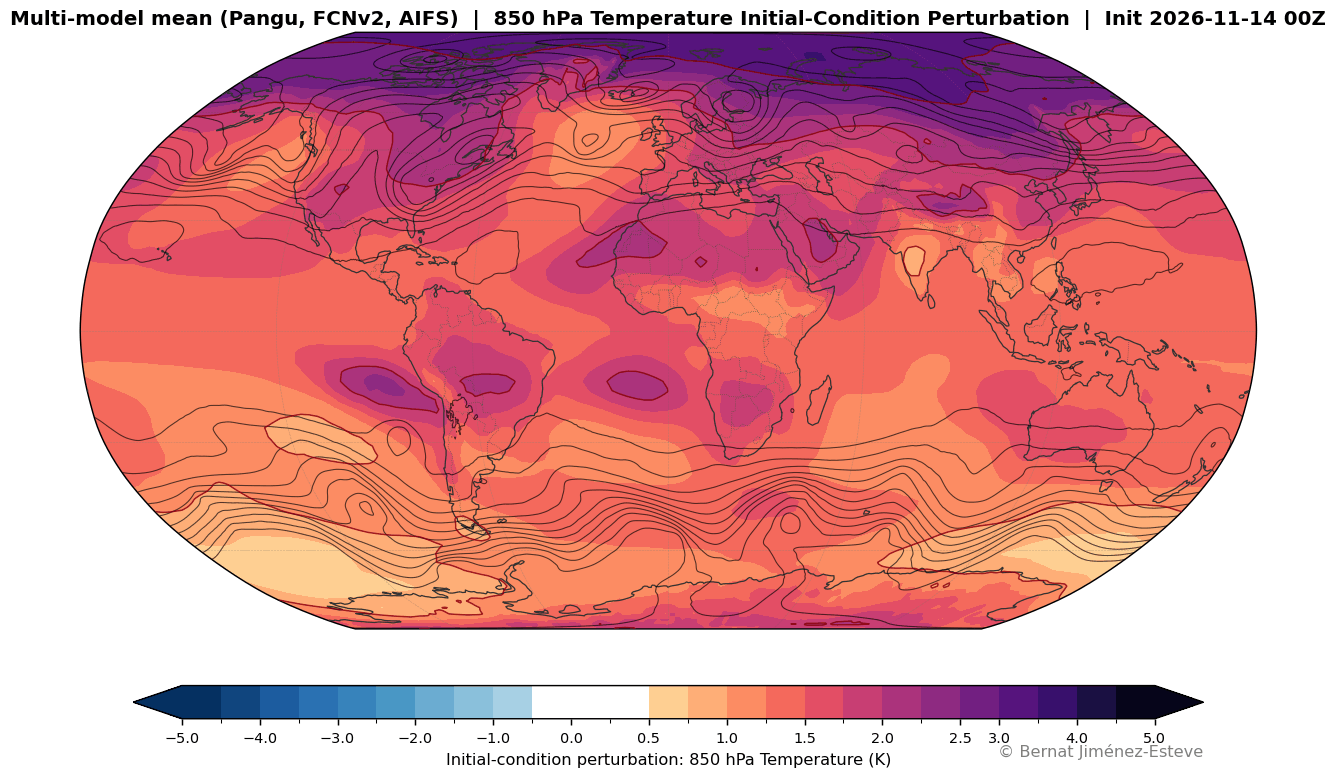 Multi-model mean (Pangu, FCNv2, AIFS) | 850 hPa Temperature Initial-Condition Perturbation | Init 2026-11-14 00Z
−5.0 −4.0 −3.0 −2.0 −1.0 0.0 0.5 1.0 1.5 2.0 2.5 3.0 4.0 5.0
© Bernat Jiménez-Esteve
Initial-condition perturbation: 850 hPa Temperature (K)